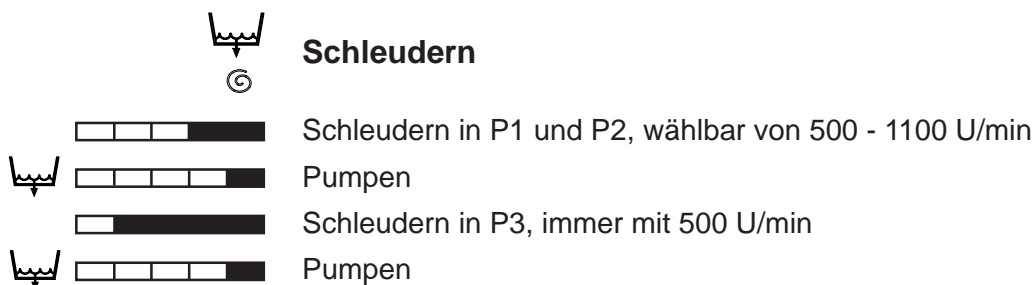 Schleudern
Schleudern in P1 und P2, wählbar von 500 - 1100 U/min
Pumpen
Schleudern in P3, immer mit 500 U/min
Pumpen